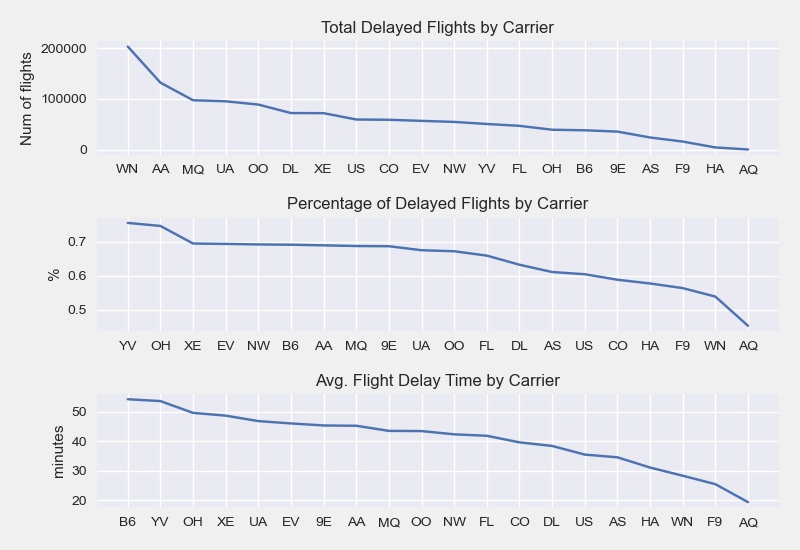 Total Delayed Flights by Carrier
Num of flights
200000
100000
0
WN AA MQ UA OO DL XE US CO EV NW YV FL OH B6 9E AS F9 HA AQ
Percentage of Delayed Flights by Carrier
%
0.7
0.6
0.5
YV OH XE EV NW B6 AA MQ 9E UA OO FL DL AS US CO HA F9 WN AQ
Avg. Flight Delay Time by Carrier
minutes
50
40
30
20
B6 YV OH XE UA EV 9E AA MQ OO NW FL CO DL US AS HA WN F9 AQ